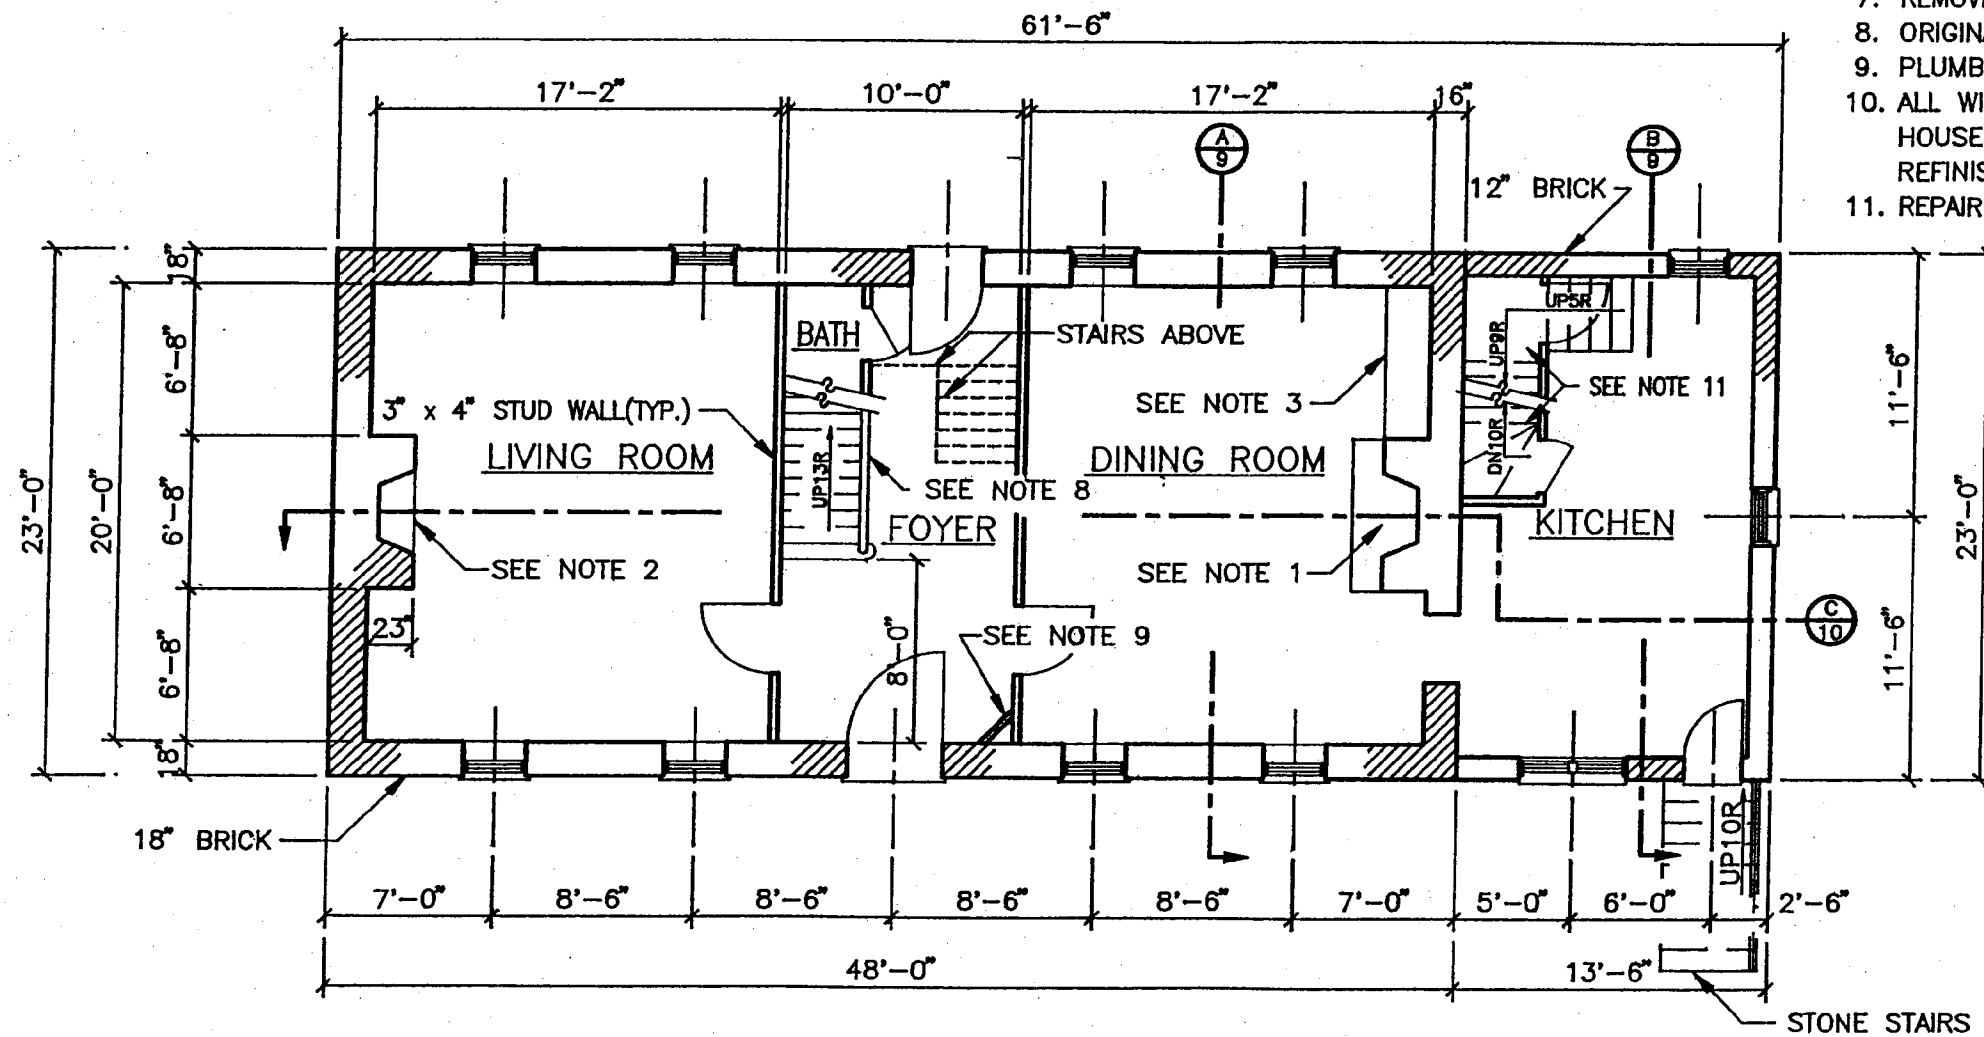 7. REMOV
8. ORIGIN
9. PLUMB
10. ALL WI
HOUSE
REFINIS
11. REPAIR
61'-6"
17'-2"
10'-0"
17'-2"
16"
A
9
B
9
12" BRICK
18"
BATH
STAIRS ABOVE
UP5R
UP9R
6'-8"
3" x 4" STUD WALL(TYP.)
SEE NOTE 3
SEE NOTE 11
11'-6"
LIVING ROOM
DINING ROOM
DN10R
UP13R
SEE NOTE 8
23'-0"
20'-0"
6'-8"
FOYER
KITCHEN
23'-0"
SEE NOTE 2
SEE NOTE 1
C
10
23"
SEE NOTE 9
8'-0"
6'-8"
11'-6"
18"
18" BRICK
UP10R
7'-0"
8'-6"
8'-6"
8'-6"
8'-6"
7'-0"
5'-0"
6'-0"
2'-6"
48'-0"
13'-6"
STONE STAIRS